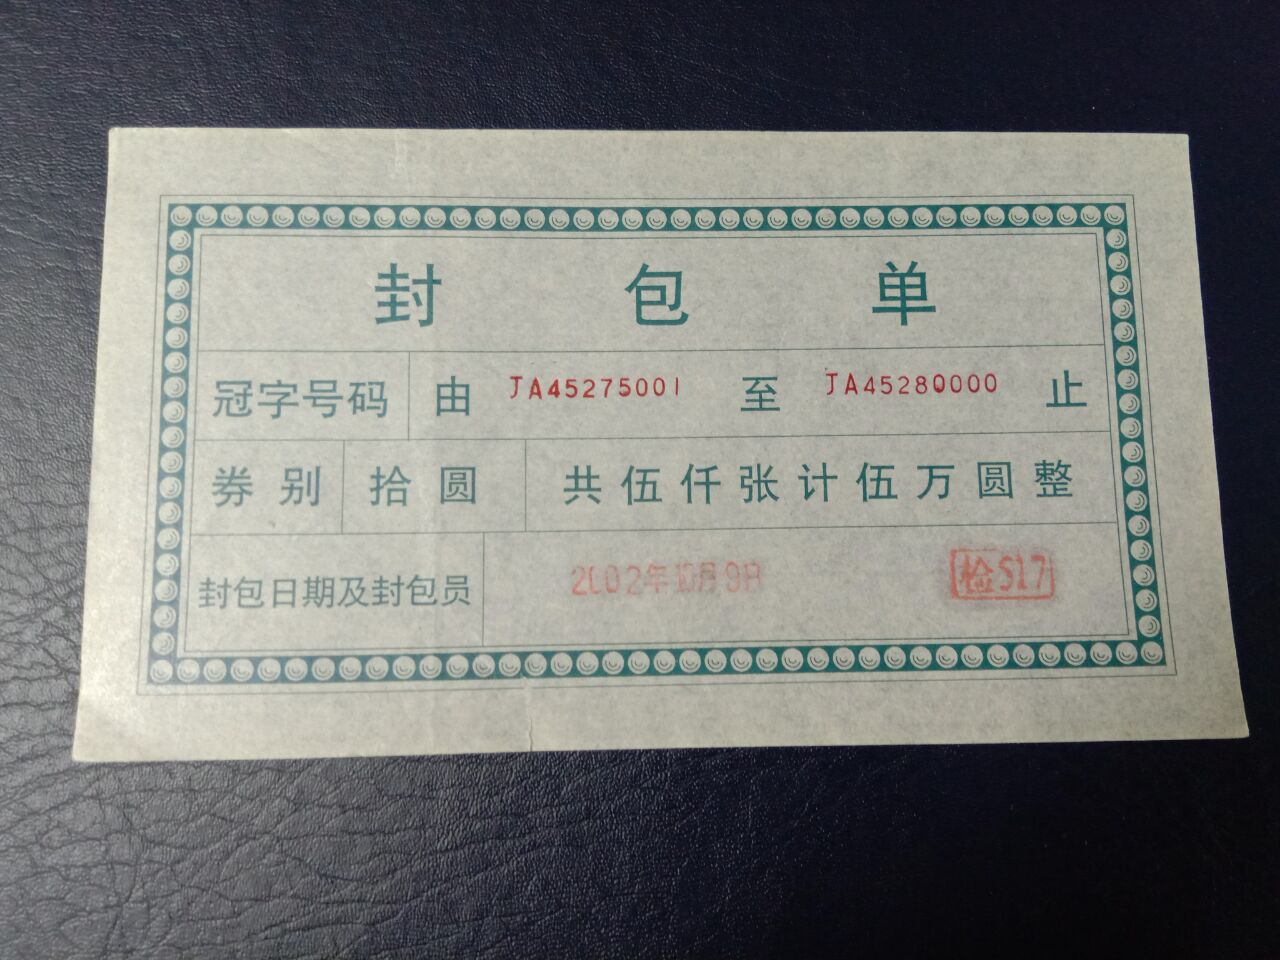 封包单
冠字号码 由 JA45275001 至 JA45280000 止
券别 拾圆 共伍仟张计伍万圆整
封包日期及封包员 2002年10月9日 检S17